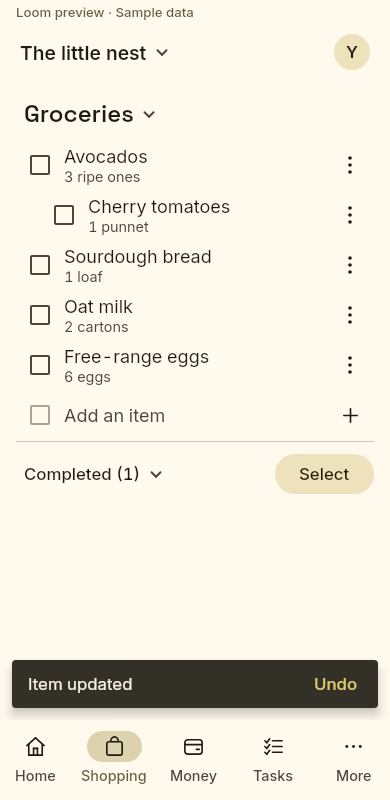 Loom preview · Sample data
The little nest
Y
Groceries
Avocados
3 ripe ones
Cherry tomatoes
1 punnet
Sourdough bread
1 loaf
Oat milk
2 cartons
Free-range eggs
6 eggs
Add an item
Completed (1)
Select
Item updated
Undo
Home
Shopping
Money
Tasks
More